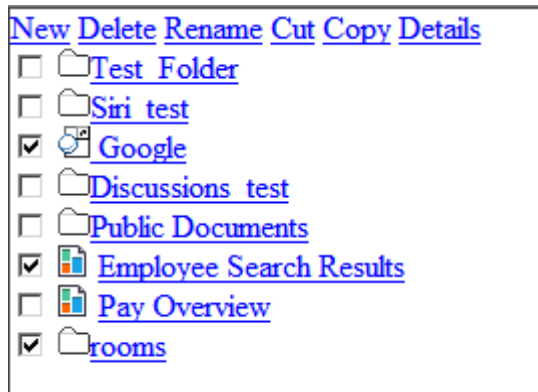 New Delete Rename Cut Copy Details
Test_Folder
Siri_test
Google
Discussions_test
Public Documents
Employee Search Results
Pay Overview
rooms